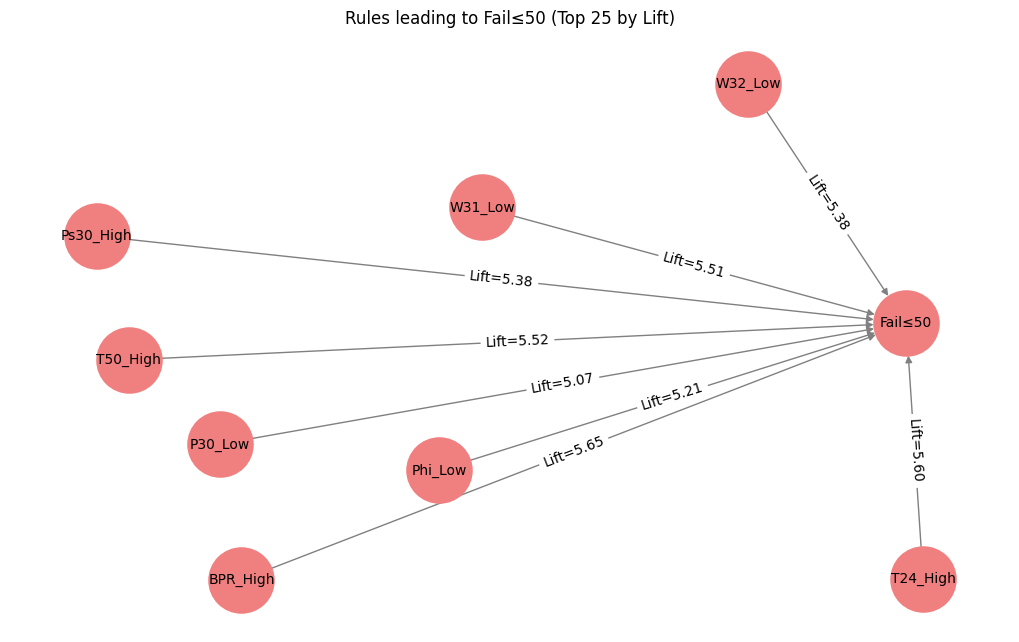 Rules leading to Fail≤50 (Top 25 by Lift)
W32_Low
Lift=5.38
W31_Low
Ps30_High
Lift=5.51
Lift=5.38
Fail≤50
T50_High
Lift=5.52
Lift=5.07
Lift=5.21
P30_Low
Lift=5.65
Lift=5.60
Phi_Low
BPR_High
T24_High